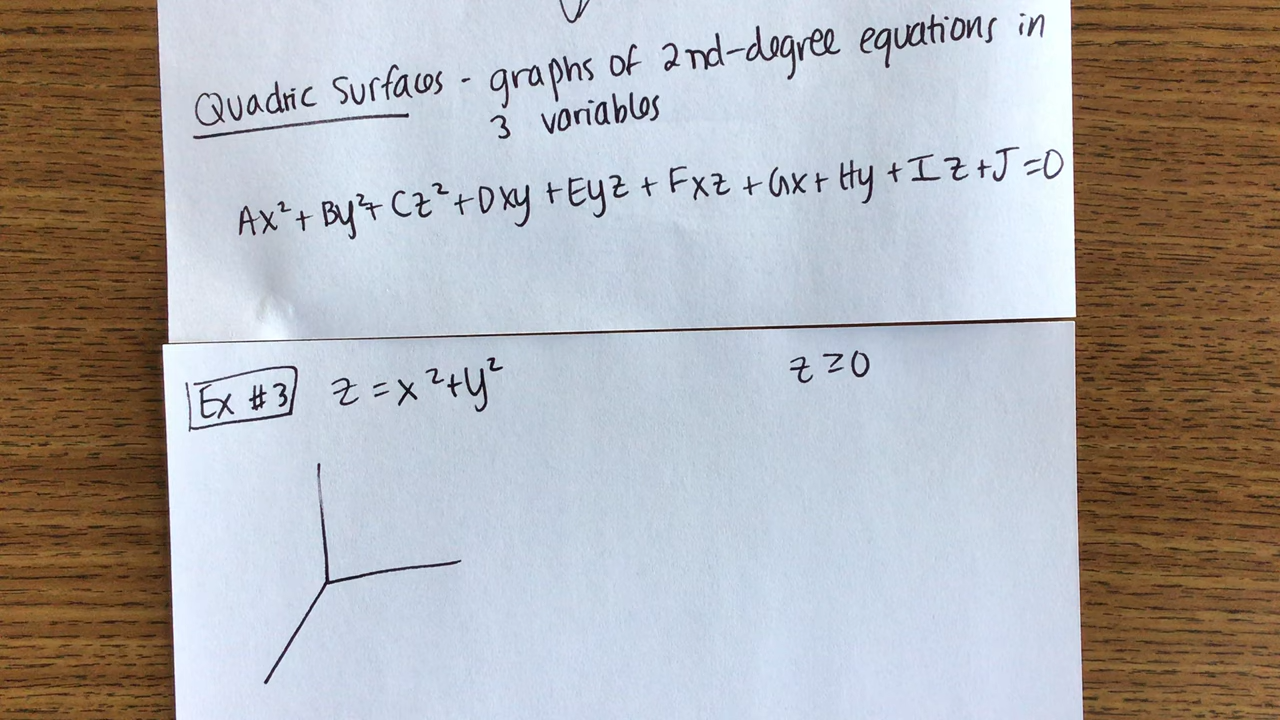 Quadric Surfaces - graphs of 2nd-degree equations in
3 variables
Ax² + By² + Cz² + Dxy + Eyz + Fxz + Gx + Hy + Iz + J = 0
Ex #3 z = x² + y² z ≥ 0